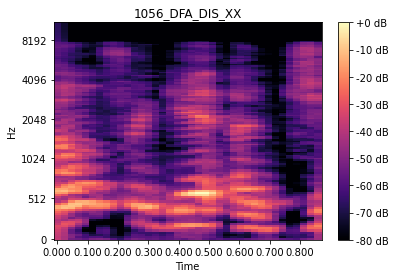 1056_DFA_DIS_XX
Hz
8192
4096
2048
1024
512
0
0.000 0.100 0.200 0.300 0.400 0.500 0.600 0.700 0.800
Time
+0 dB
-10 dB
-20 dB
-30 dB
-40 dB
-50 dB
-60 dB
-70 dB
-80 dB